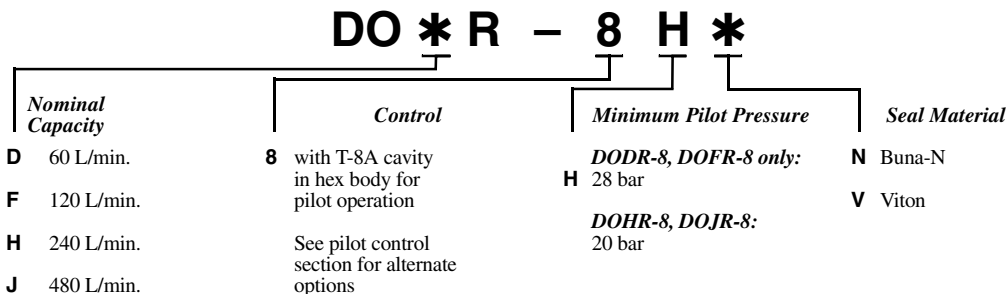 DO ✱ R – 8 H ✱
Nominal
Capacity
D 60 L/min.
F 120 L/min.
H 240 L/min.
J 480 L/min.
Control
8 with T-8A cavity
in hex body for
pilot operation
See pilot control
section for alternate
options
Minimum Pilot Pressure
DODR-8, DOFR-8 only:
H 28 bar
DOHR-8, DOJR-8:
20 bar
Seal Material
N Buna-N
V Viton